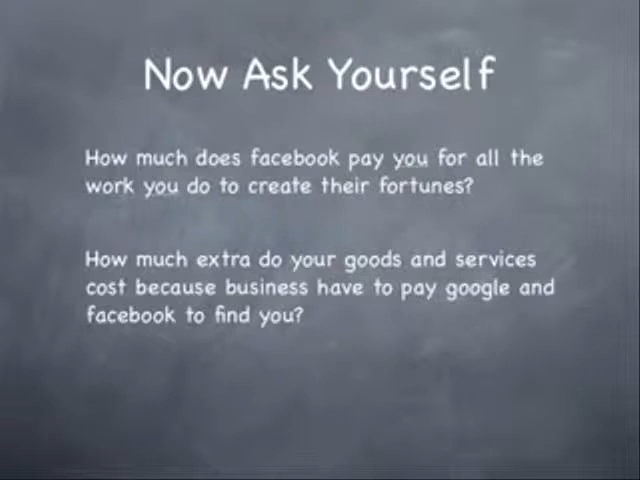 Now Ask Yourself
How much does facebook pay you for all the
work you do to create their fortunes?
How much extra do your goods and services
cost because business have to pay google and
facebook to find you?